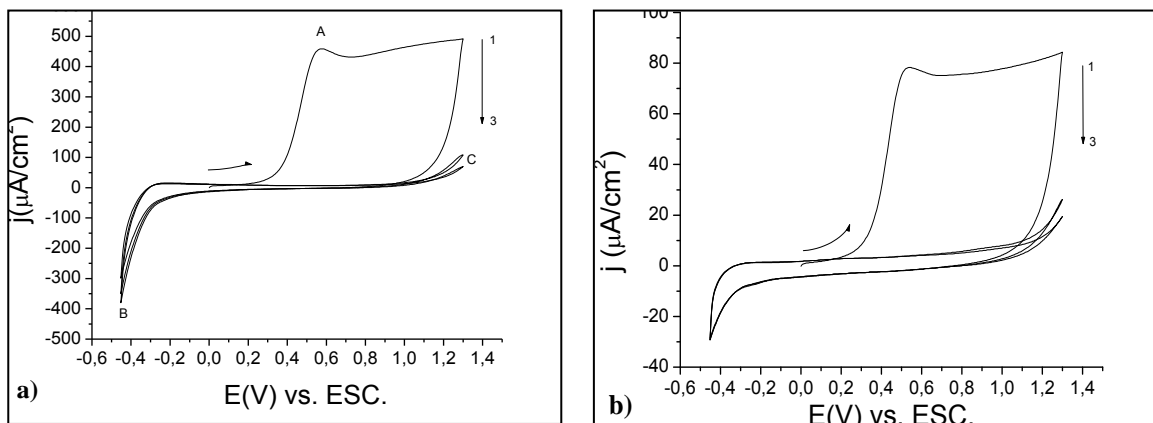 500
400
300
200
100
0
-100
-200
-300
-400
-500
j(µA/cm²)
A
B
C
1
3
-0,6 -0,4 -0,2 0,0 0,2 0,4 0,6 0,8 1,0 1,2 1,4
E(V) vs. ESC.
a)
100
80
60
40
20
0
-20
-40
j (µA/cm²)
1
3
-0,6 -0,4 -0,2 0,0 0,2 0,4 0,6 0,8 1,0 1,2 1,4
E(V) vs. ESC.
b)